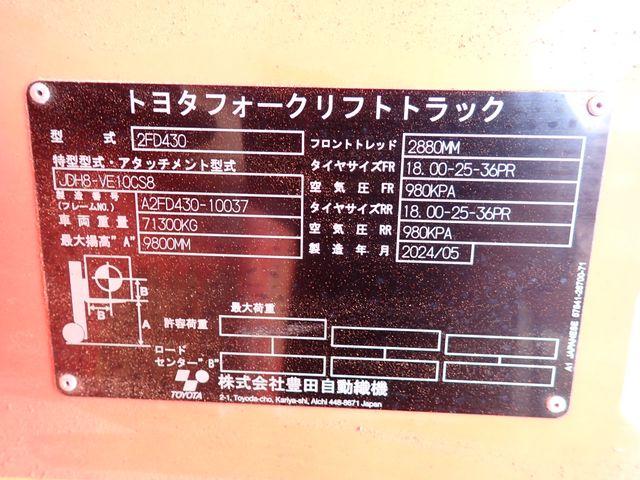 トヨタフォークリフトトラック
型式 2FD430
フロントトレッド 2880MM
特型型式・アタッチメント型式
JDH8-VE10CS8
タイヤサイズFR 18.00-25-36PR
空気圧FR 980KPA
製造番号
(フレームNO.) A2FD430-10037
タイヤサイズRR 18.00-25-36PR
車両重量 71300KG
空気圧RR 980KPA
最大揚高"A" 9800MM
製造年月 2024/05
B
B
A
最大荷重
許容荷重
ロード
センター"B"
TOYOTA
株式会社豊田自動織機
2-1, Toyoda-cho, Kariya-shi, Aichi 448-8671 Japan
A1 JAPANESE 57641-28700-71